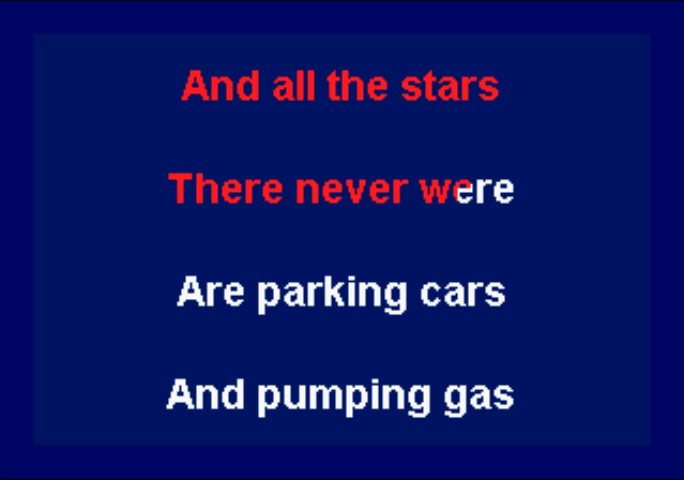 And all the stars
There never were
Are parking cars
And pumping gas